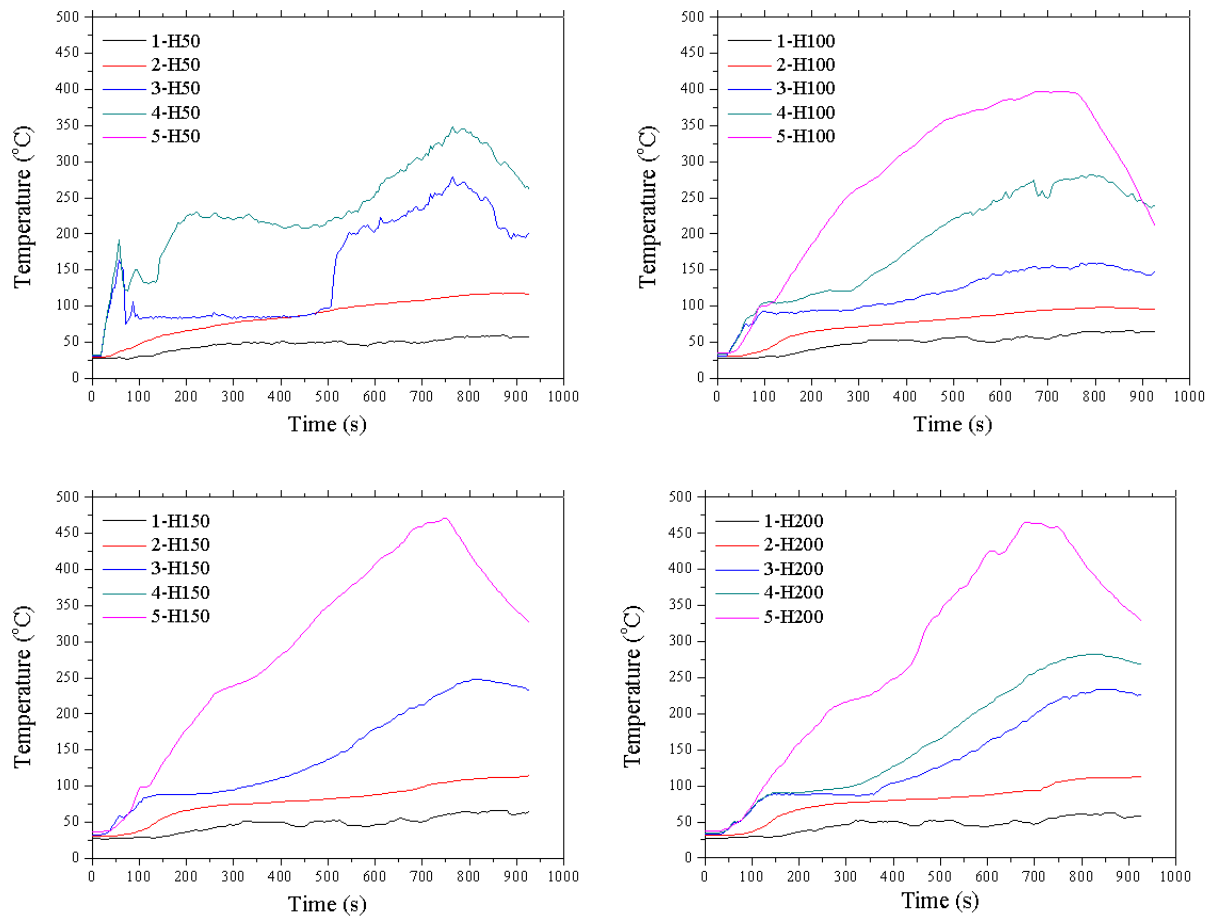 500
450
400
350
300
250
200
150
100
50
0
Temperature (°C)
1-H50
2-H50
3-H50
4-H50
5-H50
0 100 200 300 400 500 600 700 800 900 1000
Time (s)
500
450
400
350
300
250
200
150
100
50
0
Temperature (°C)
1-H100
2-H100
3-H100
4-H100
5-H100
0 100 200 300 400 500 600 700 800 900 1000
Time (s)
500
450
400
350
300
250
200
150
100
50
0
Temperature (°C)
1-H150
2-H150
3-H150
4-H150
5-H150
0 100 200 300 400 500 600 700 800 900 1000
Time (s)
500
450
400
350
300
250
200
150
100
50
0
Temperature (°C)
1-H200
2-H200
3-H200
4-H200
5-H200
0 100 200 300 400 500 600 700 800 900 1000
Time (s)